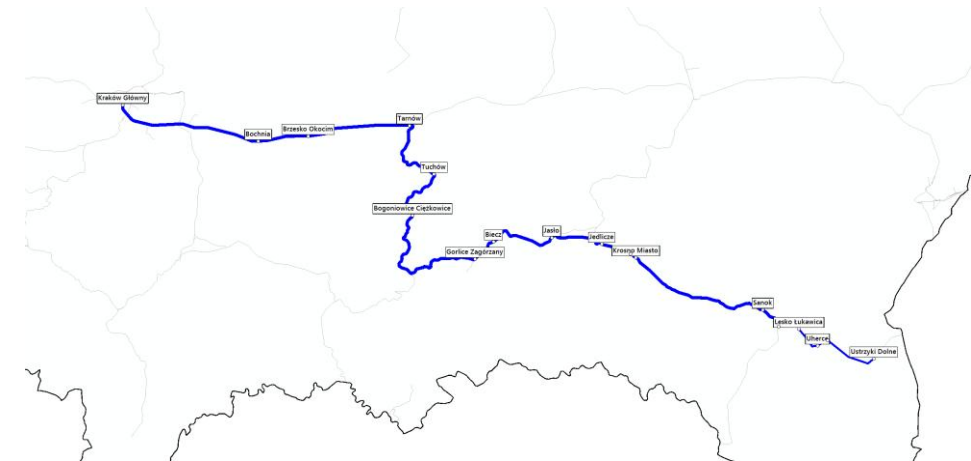 Kraków Główny
Bochnia
Brzesko Okocim
Tarnów
Tuchów
Bogoniowice Ciężkowice
Gorlice Zagórzany
Biecz
Jasło
Jedlicze
Krosno Miasto
Sanok
Lesko Łukawica
Uherce
Ustrzyki Dolne